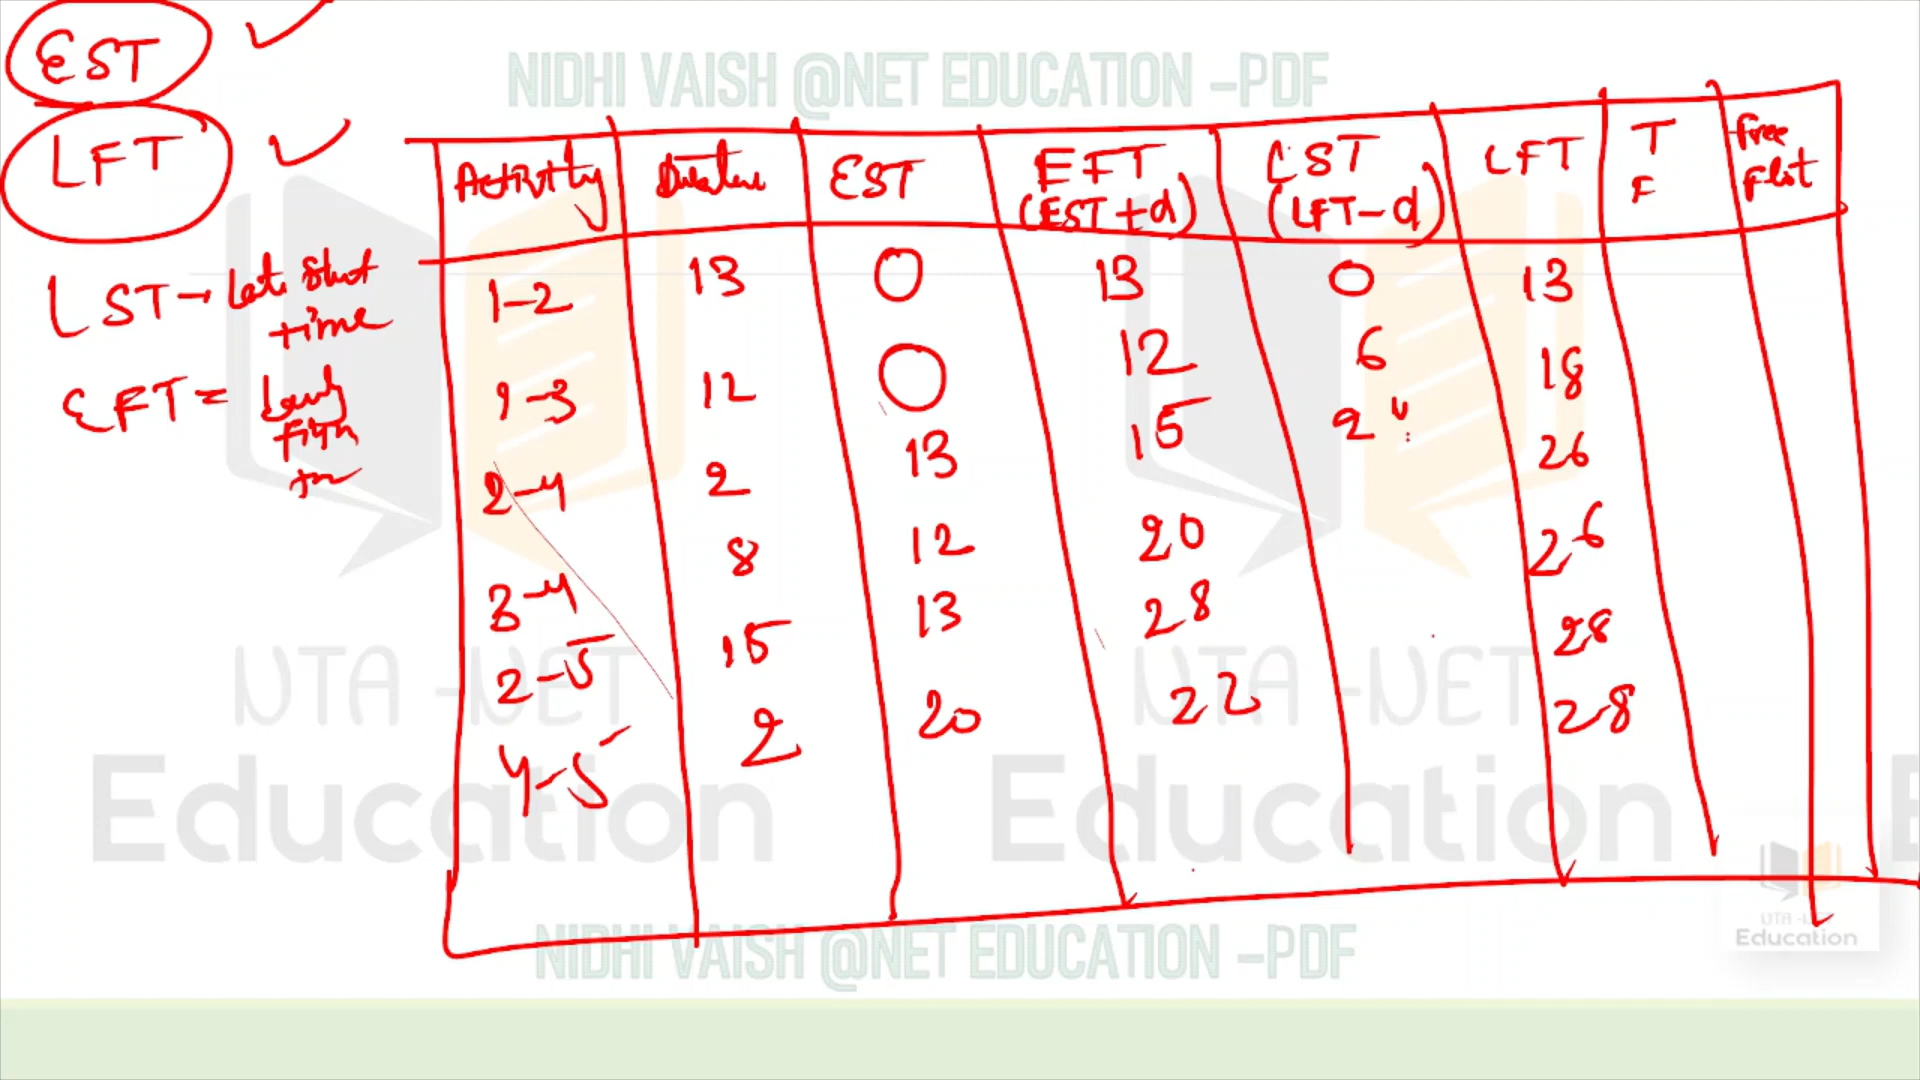 EST
LFT
LST → Late Start
time
EFT =
NIDHI VAISH @NET EDUCATION –PDF
Activity Duration EST EFT (EST+d) LST (LFT-d) LFT TF Free Float
1-2 13 0 13 0 13
1-3 12 0 12 6 18
2-4 2 13 15 24 26
3-4 8 12 20 26
2-5 15 13 28 28
4-5 2 20 22 28
NTA -NET
Education
NTA -NET
Education
NIDHI VAISH @NET EDUCATION –PDF
Education